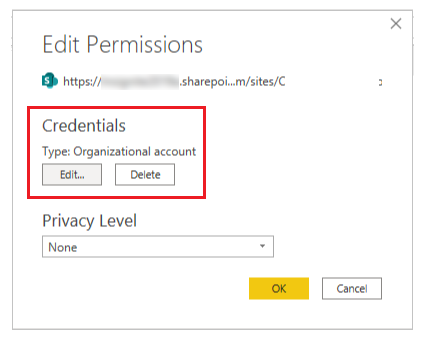 Edit Permissions
https:// .sharepoi...m/sites/C
Credentials
Type: Organizational account
Edit... Delete
Privacy Level
None
OK Cancel